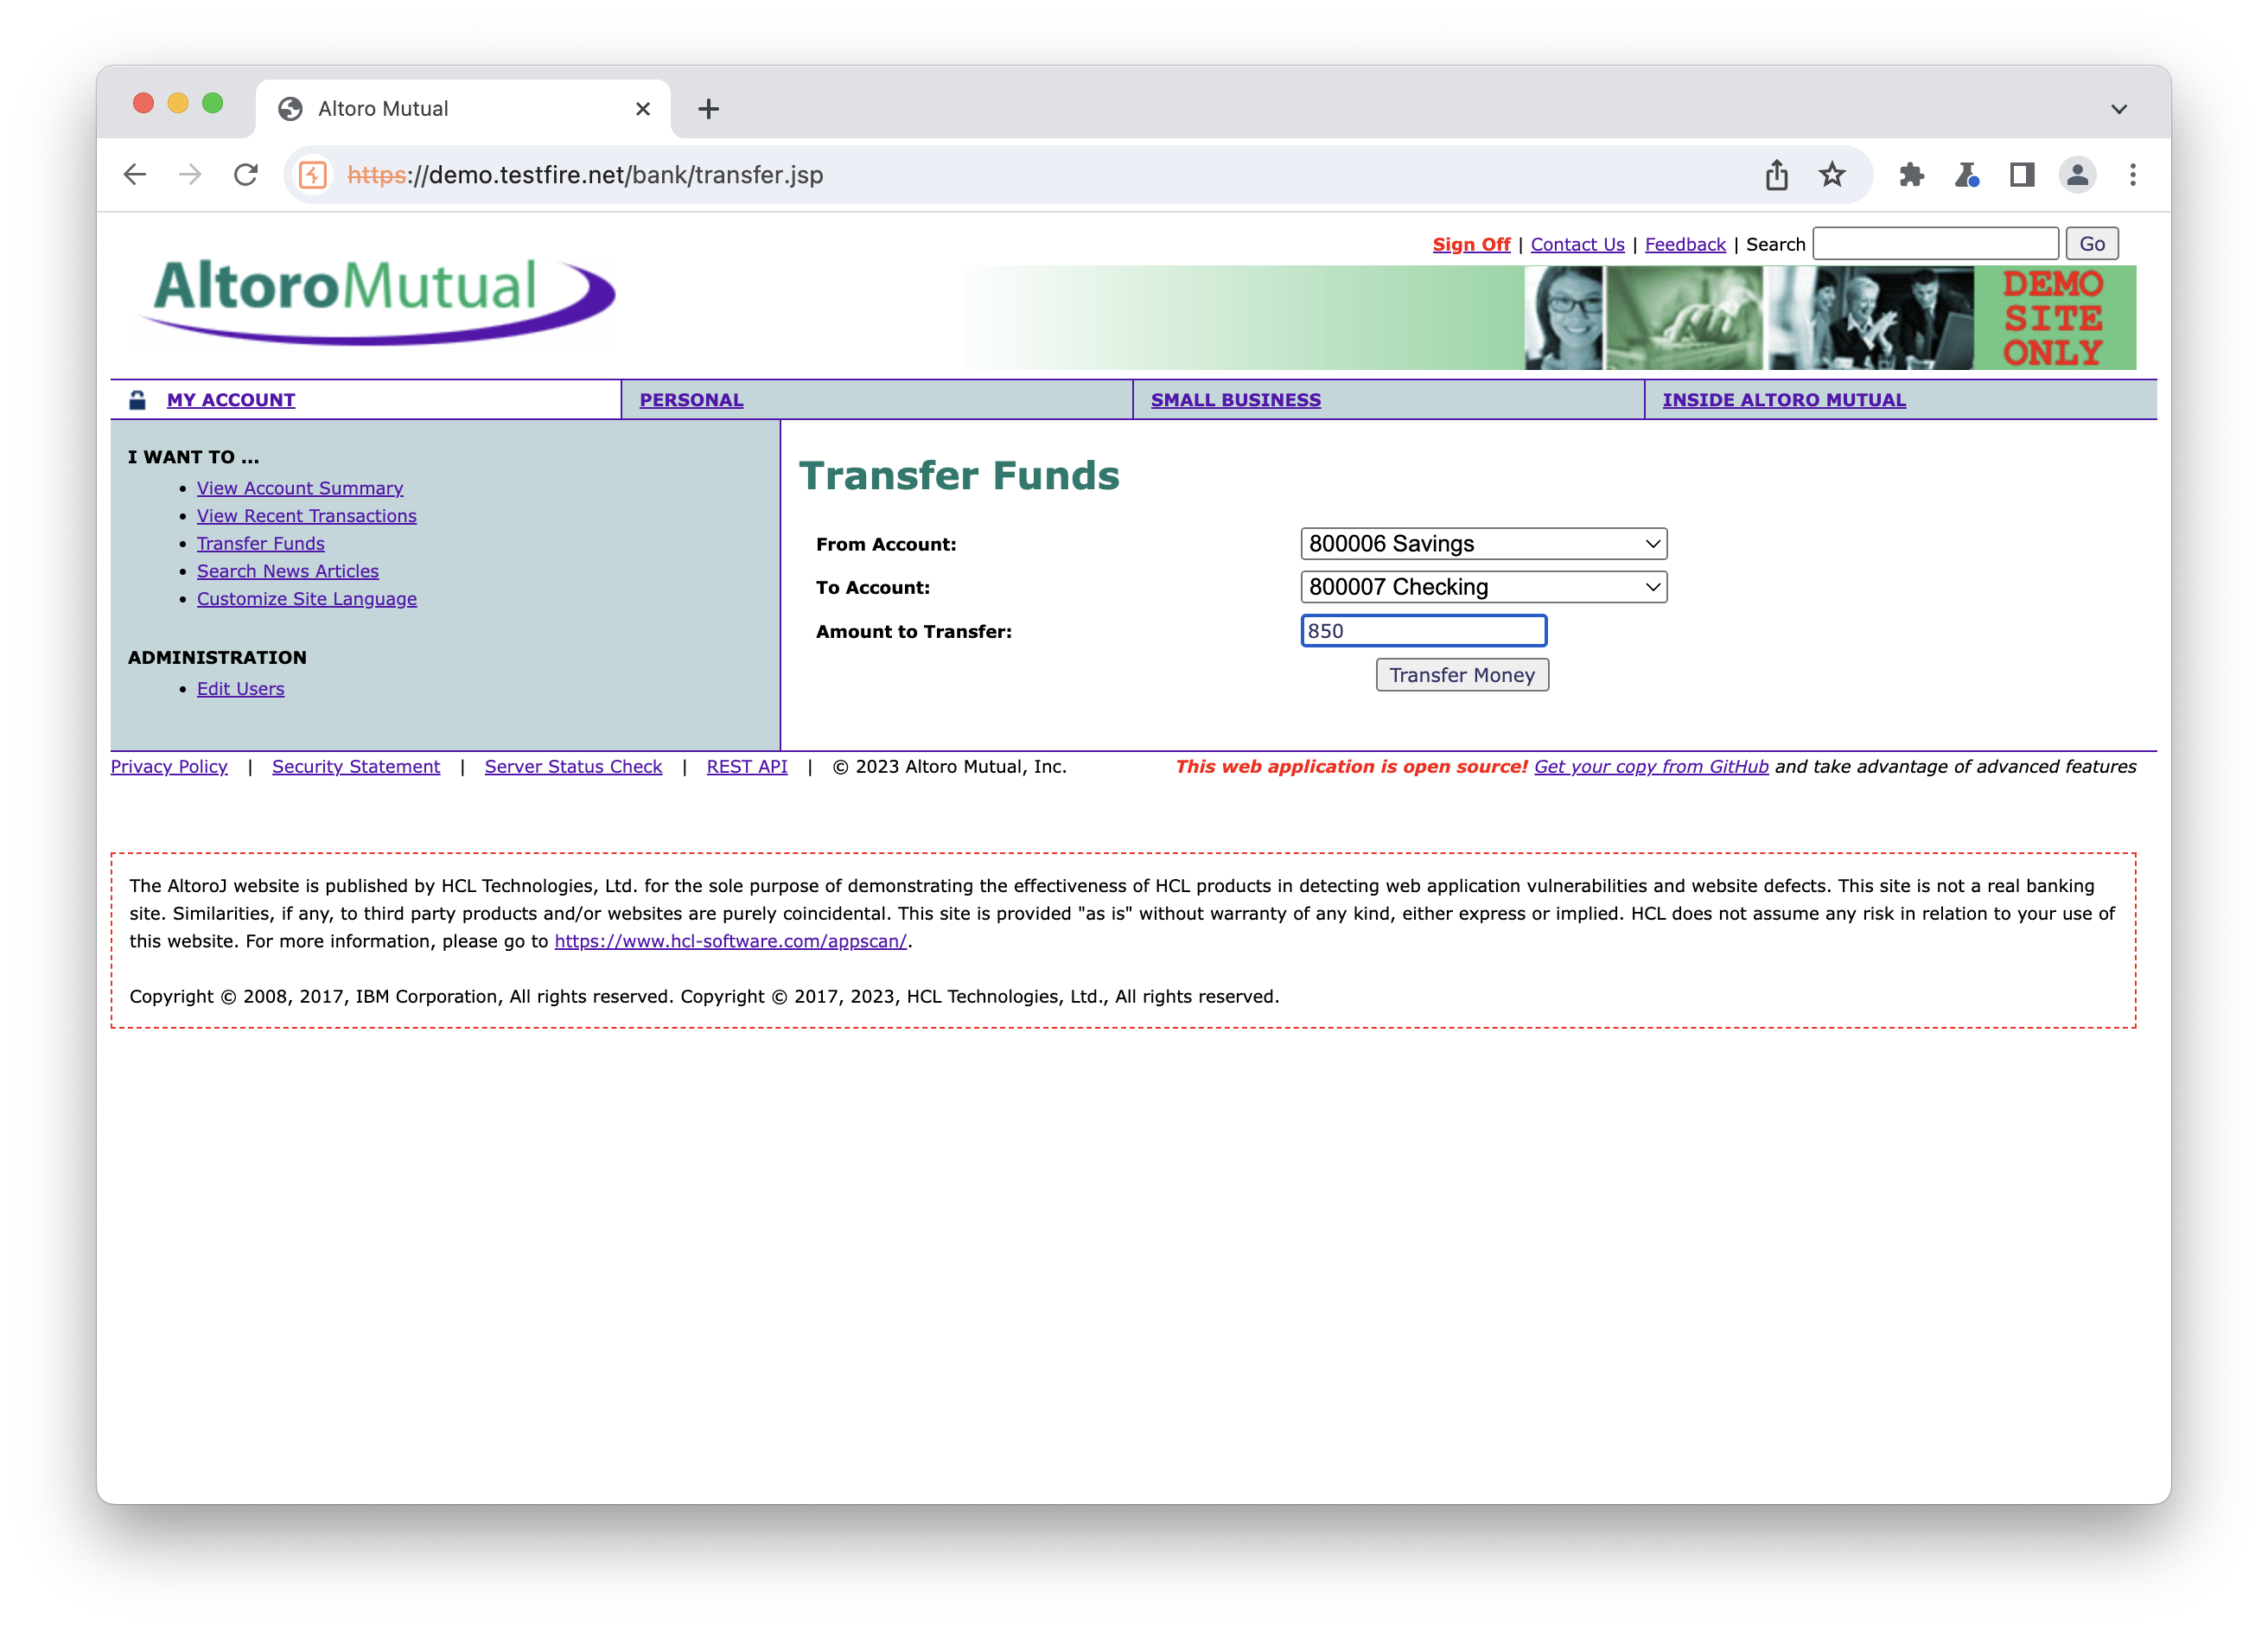 Altoro Mutual
https://demo.testfire.net/bank/transfer.jsp
Sign Off | Contact Us | Feedback | Search Go
AltoroMutual
DEMO
SITE
ONLY
MY ACCOUNT PERSONAL SMALL BUSINESS INSIDE ALTORO MUTUAL
I WANT TO ...
• View Account Summary
• View Recent Transactions
• Transfer Funds
• Search News Articles
• Customize Site Language
ADMINISTRATION
• Edit Users
Transfer Funds
From Account: 800006 Savings
To Account: 800007 Checking
Amount to Transfer: 850
Transfer Money
Privacy Policy | Security Statement | Server Status Check | REST API | © 2023 Altoro Mutual, Inc. This web application is open source! Get your copy from GitHub and take advantage of advanced features
The AltoroJ website is published by HCL Technologies, Ltd. for the sole purpose of demonstrating the effectiveness of HCL products in detecting web application vulnerabilities and website defects. This site is not a real banking
site. Similarities, if any, to third party products and/or websites are purely coincidental. This site is provided "as is" without warranty of any kind, either express or implied. HCL does not assume any risk in relation to your use of
this website. For more information, please go to https://www.hcl-software.com/appscan/.
Copyright © 2008, 2017, IBM Corporation, All rights reserved. Copyright © 2017, 2023, HCL Technologies, Ltd., All rights reserved.